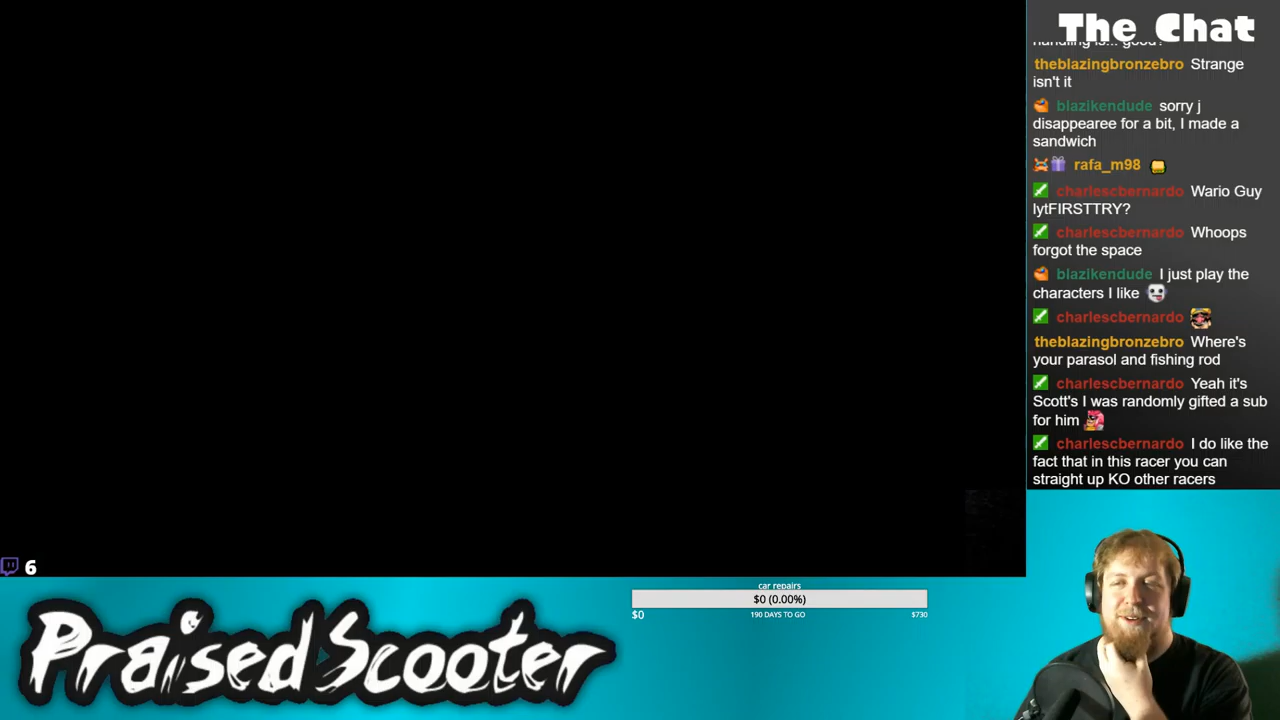 The Chat
handling is... good?
theblazingbronzebro Strange
isn't it
blazikendude sorry j
disappearee for a bit, I made a
sandwich
rafa_m98
charlescbernardo Wario Guy
lytFIRSTTRY?
charlescbernardo Whoops
forgot the space
blazikendude I just play the
characters I like
charlescbernardo
theblazingbronzebro Where's
your parasol and fishing rod
charlescbernardo Yeah it's
Scott's I was randomly gifted a sub
for him
charlescbernardo I do like the
fact that in this racer you can
straight up KO other racers
6
PraisedScooter
car repairs
$0 (0.00%)
$0 190 DAYS TO GO $730